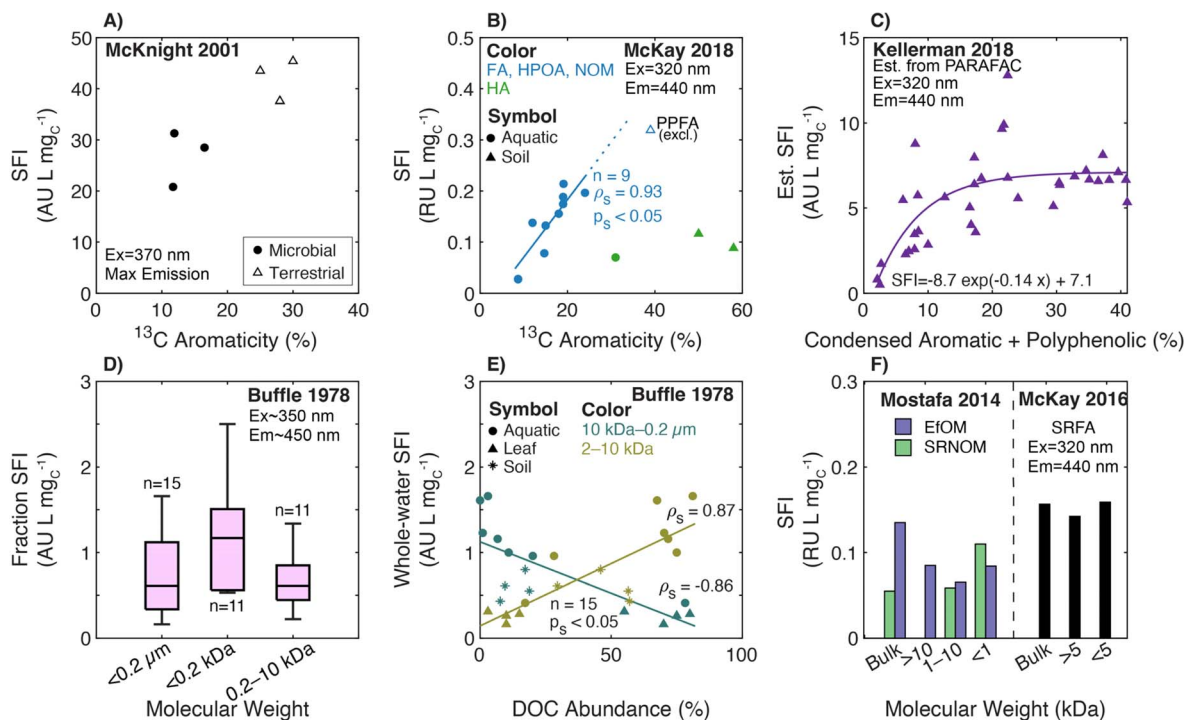 A)
McKnight 2001
SFI
(AU L mg_C⁻¹)
50
40
30
20
10
0
Ex=370 nm
Max Emission
Microbial
Terrestrial
0 10 20 30 40
¹³C Aromaticity (%)
B)
Color
McKay 2018
FA, HPOA, NOM
Ex=320 nm
HA
Em=440 nm
Symbol
Aquatic
Soil
PPFA
(excl.)
n = 9
ρₛ = 0.93
pₛ < 0.05
SFI
(RU L mg_C⁻¹)
0.5
0.4
0.3
0.2
0.1
0
0 20 40 60
¹³C Aromaticity (%)
C)
Kellerman 2018
Est. from PARAFAC
Ex=320 nm
Em=440 nm
Est. SFI
(AU L mg_C⁻¹)
15
10
5
0
SFI=-8.7 exp(-0.14 x) + 7.1
0 10 20 30 40
Condensed Aromatic + Polyphenolic (%)
D)
Buffle 1978
Ex~350 nm
Em~450 nm
Fraction SFI
(AU L mg_C⁻¹)
3
2
1
0
n=15
n=11
n=11
<0.2 µm
<0.2 kDa
0.2–10 kDa
Molecular Weight
E)
Buffle 1978
Symbol
Color
Aquatic
10 kDa–0.2 µm
Leaf
2–10 kDa
Soil
Whole-water SFI
(AU L mg_C⁻¹)
3
2
1
0
ρₛ = 0.87
ρₛ = -0.86
n = 15
pₛ < 0.05
0 50 100
DOC Abundance (%)
F)
Mostafa 2014
McKay 2016
EfOM
SRNOM
SRFA
Ex=320 nm
Em=440 nm
SFI
(RU L mg_C⁻¹)
0.3
0.2
0.1
0
Bulk
>10
1–10
<1
Bulk
>5
<5
Molecular Weight (kDa)